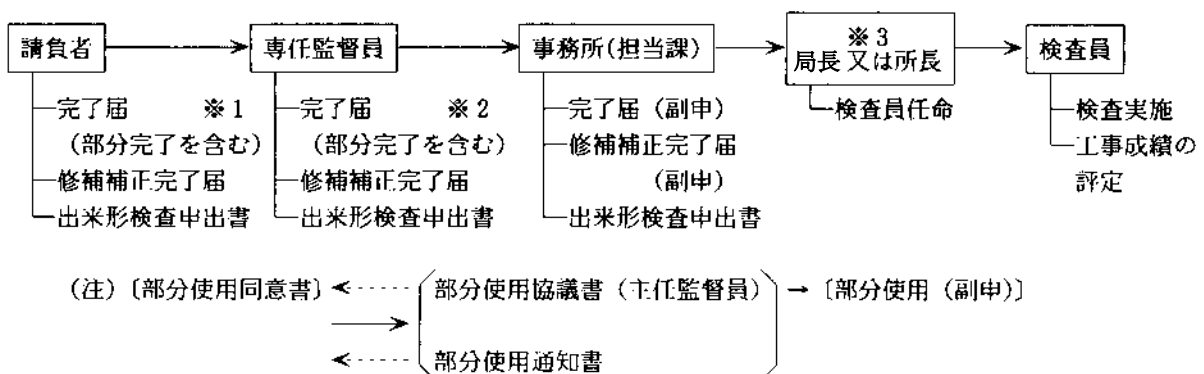 請負者 専任監督員 事務所(担当課) ※3 検査員
局長又は所長
完了届 ※1 完了届 ※2 完了届(副申) 検査員任命 検査実施
(部分完了を含む) (部分完了を含む) 修補補正完了届 工事成績の
修補補正完了届 修補補正完了届 (副申) 評定
出来形検査申出書 出来形検査申出書 出来形検査申出書
(注)〔部分使用同意書〕 部分使用協議書(主任監督員) 〔部分使用(副申)〕
部分使用通知書